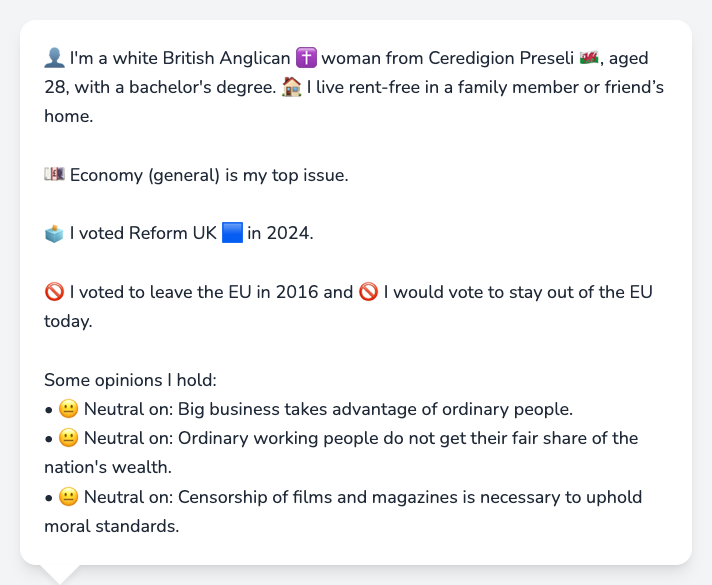 👤 I'm a white British Anglican ✝️ woman from Ceredigion Preseli 🏴󠁧󠁢󠁷󠁬󠁳󠁿, aged
28, with a bachelor's degree. 🏠 I live rent-free in a family member or friend’s
home.
💷 Economy (general) is my top issue.
🗳️ I voted Reform UK 🟦 in 2024.
🚫 I voted to leave the EU in 2016 and 🚫 I would vote to stay out of the EU
today.
Some opinions I hold:
• 😐 Neutral on: Big business takes advantage of ordinary people.
• 😐 Neutral on: Ordinary working people do not get their fair share of the
nation's wealth.
• 😐 Neutral on: Censorship of films and magazines is necessary to uphold
moral standards.